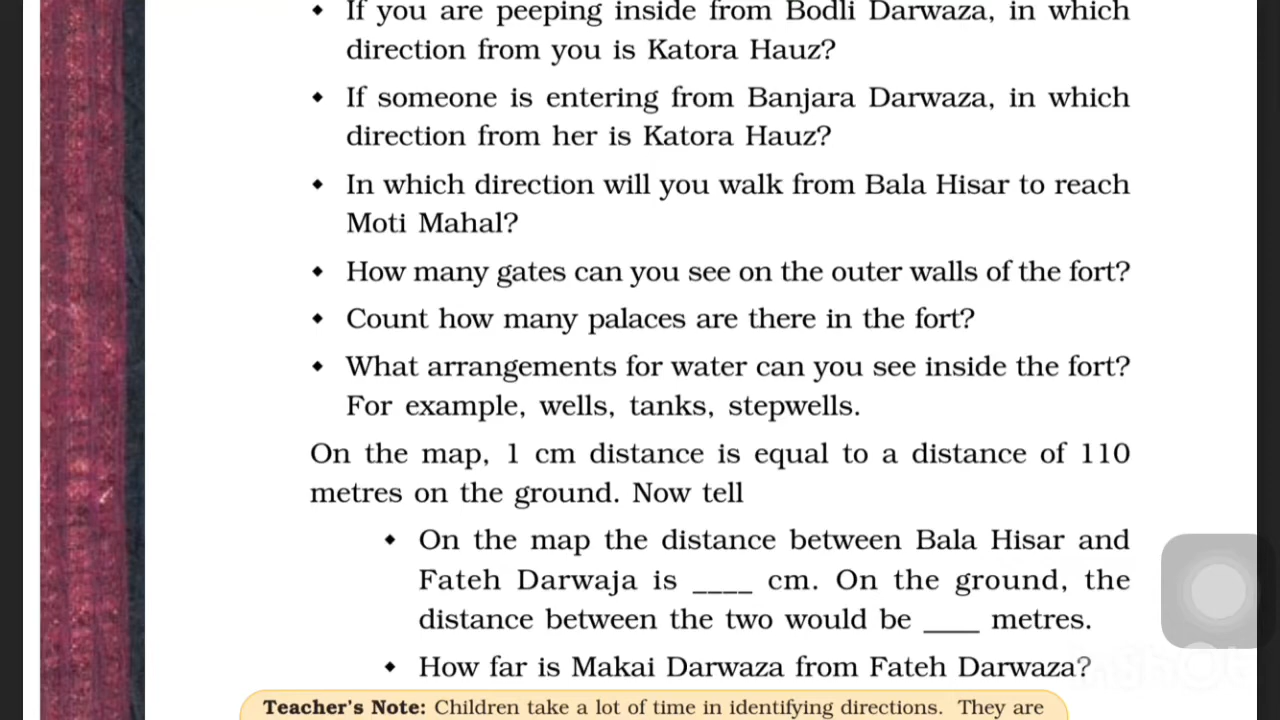 If you are peeping inside from Bodli Darwaza, in which
direction from you is Katora Hauz?
If someone is entering from Banjara Darwaza, in which
direction from her is Katora Hauz?
In which direction will you walk from Bala Hisar to reach
Moti Mahal?
How many gates can you see on the outer walls of the fort?
Count how many palaces are there in the fort?
What arrangements for water can you see inside the fort?
For example, wells, tanks, stepwells.
On the map, 1 cm distance is equal to a distance of 110
metres on the ground. Now tell
On the map the distance between Bala Hisar and
Fateh Darwaja is ____ cm. On the ground, the
distance between the two would be ____ metres.
How far is Makai Darwaza from Fateh Darwaza?
Teacher's Note: Children take a lot of time in identifying directions. They are